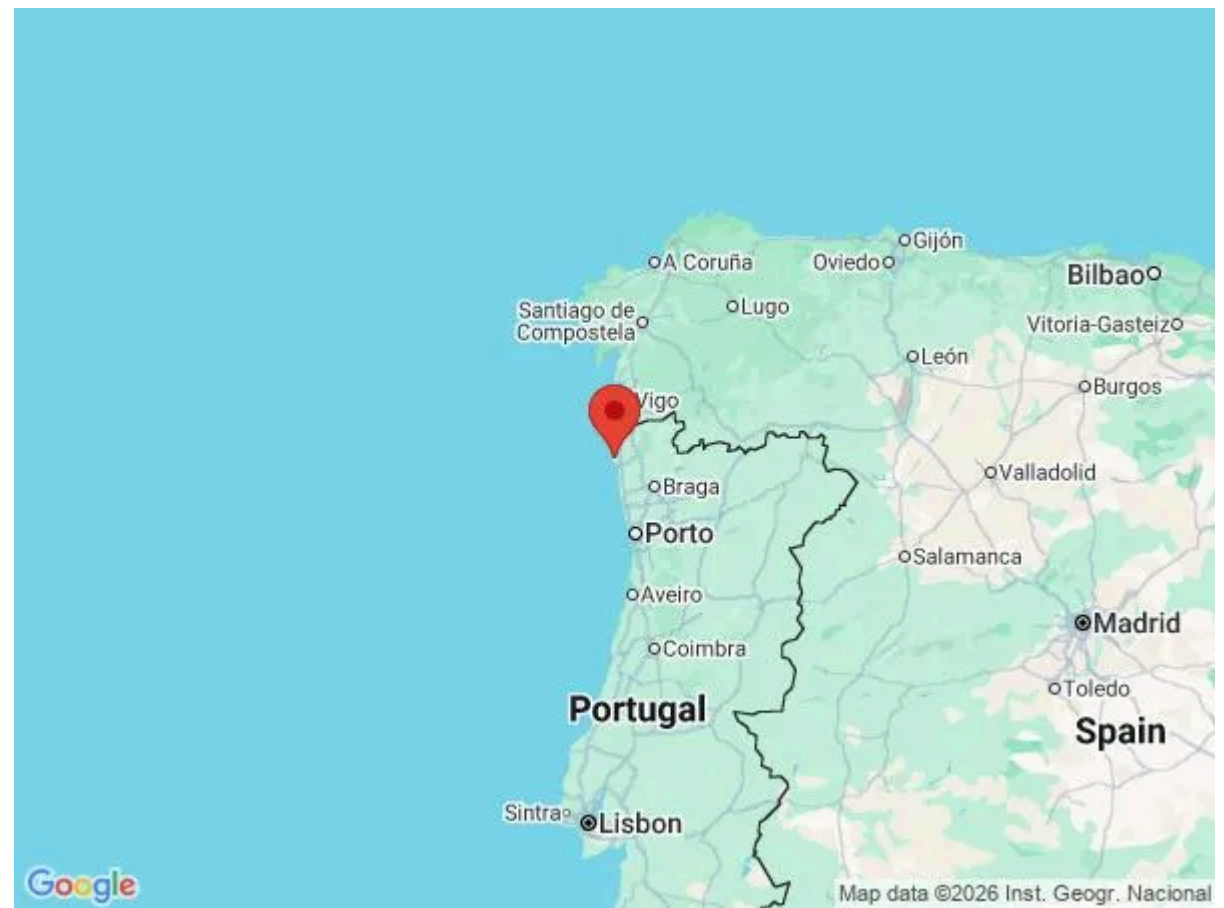 Gijón
A Coruña
Oviedo
Bilbao
Lugo
Santiago de
Compostela
Vitoria-Gasteiz
León
Burgos
Vigo
Valladolid
Braga
Porto
Salamanca
Aveiro
Madrid
Coimbra
Toledo
Portugal
Spain
Sintra
Lisbon
Google
Map data ©2026 Inst. Geogr. Nacional